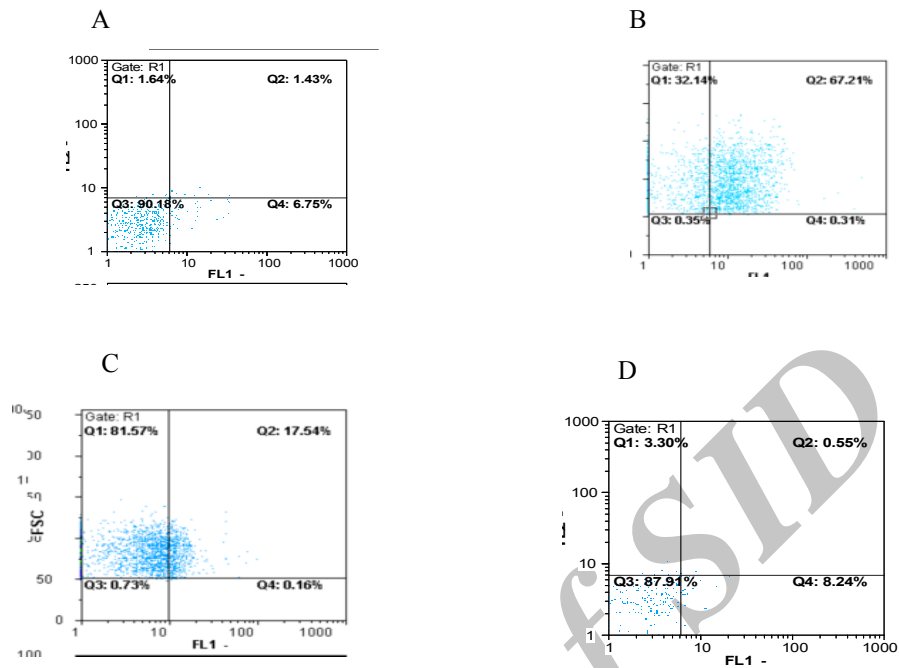 A
Gate: R1
Q1: 1.64% Q2: 1.43%
Q3: 90.18% Q4: 6.75%
1000
100
10
1
1 10 100 1000
FL1 -
B
Gate: R1
Q1: 32.14% Q2: 67.21%
Q3: 0.35% Q4: 0.31%
1 10 100 1000
C
Gate: R1
Q1: 81.57% Q2: 17.54%
Q3: 0.73% Q4: 0.16%
FSC
50
0
1 10 100 1000
FL1 -
100
D
Gate: R1
Q1: 3.30% Q2: 0.55%
Q3: 87.91% Q4: 8.24%
1000
100
10
1
1 10 100 1000
FL1 -
f SID